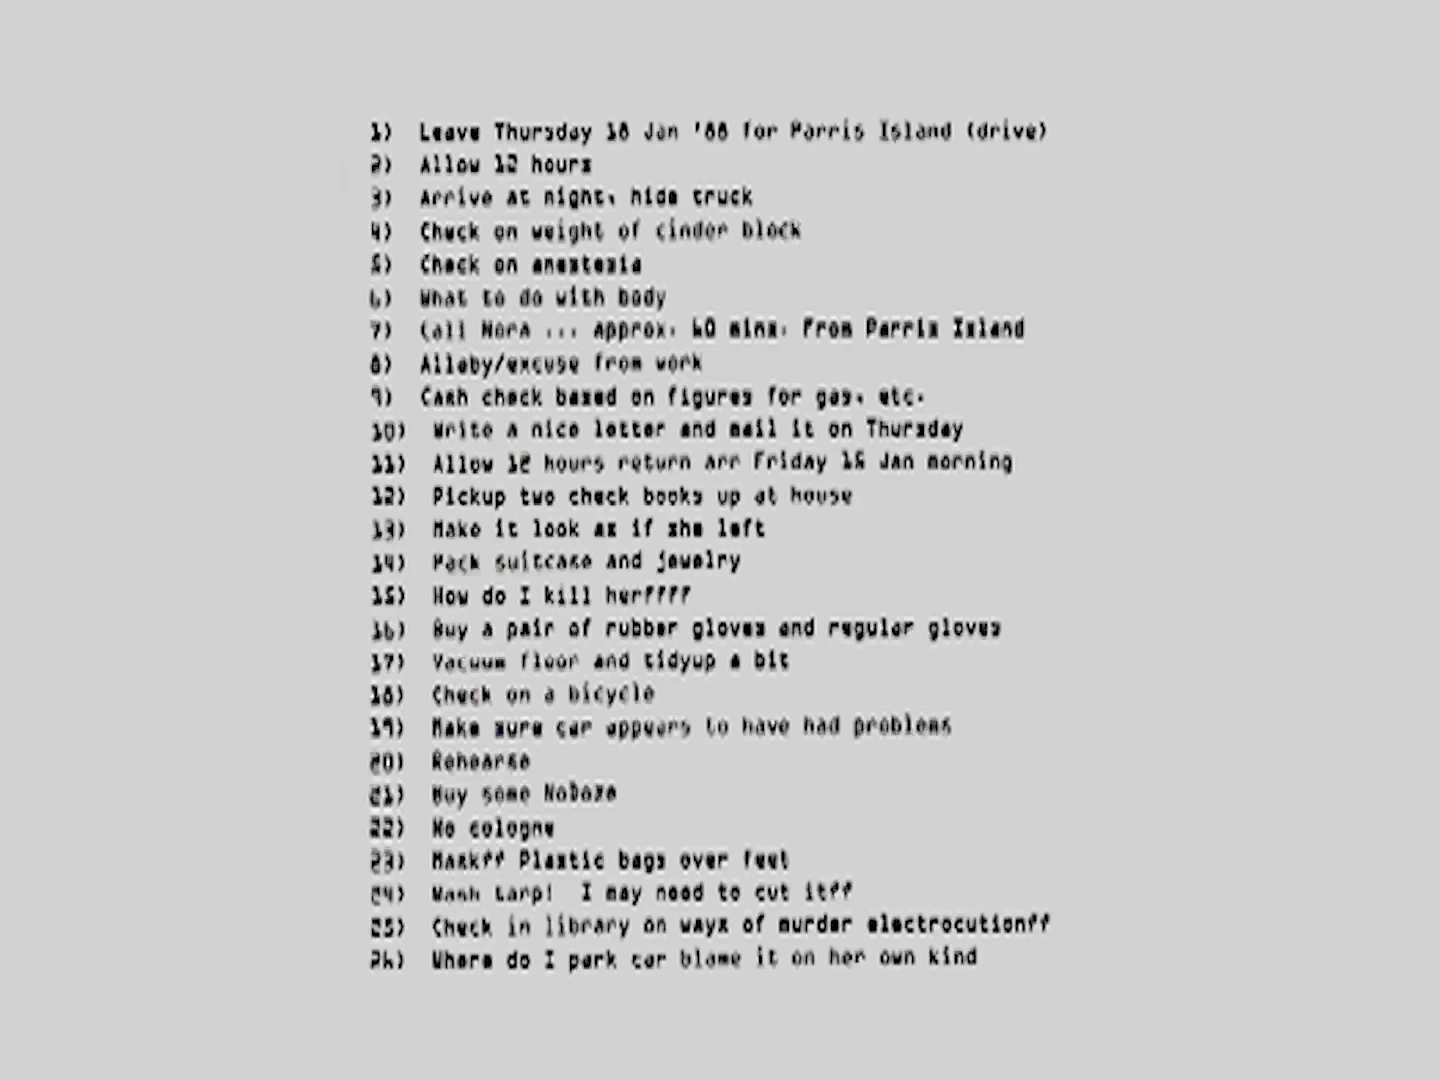 1) Leave Thursday 18 Jan '88 for Parris Island (drive)
2) Allow 12 hours
3) Arrive at night, hide truck
4) Check on weight of cinder block
5) Check on anestesia
6) What to do with body
7) Call Nora ... approx. 60 mins. from Parris Island
8) Alleby/excuse from work
9) Cash check based on figures for gas, etc.
10) Write a nice letter and mail it on Thursday
11) Allow 12 hours return arr Friday 15 Jan morning
12) Pickup two check books up at house
13) Make it look as if she left
14) Pack suitcase and jewelry
15) How do I kill her????
16) Buy a pair of rubber gloves and regular gloves
17) Vacuum floor and tidyup a bit
18) Check on a bicycle
19) Make sure car appears to have had problems
20) Rehearse
21) Buy some NoDoze
22) No cologne
23) Mask?? Plastic bags over feet
24) Wash tarp! I may need to cut it??
25) Check in library on ways of murder electrocution??
26) Where do I park car blame it on her own kind